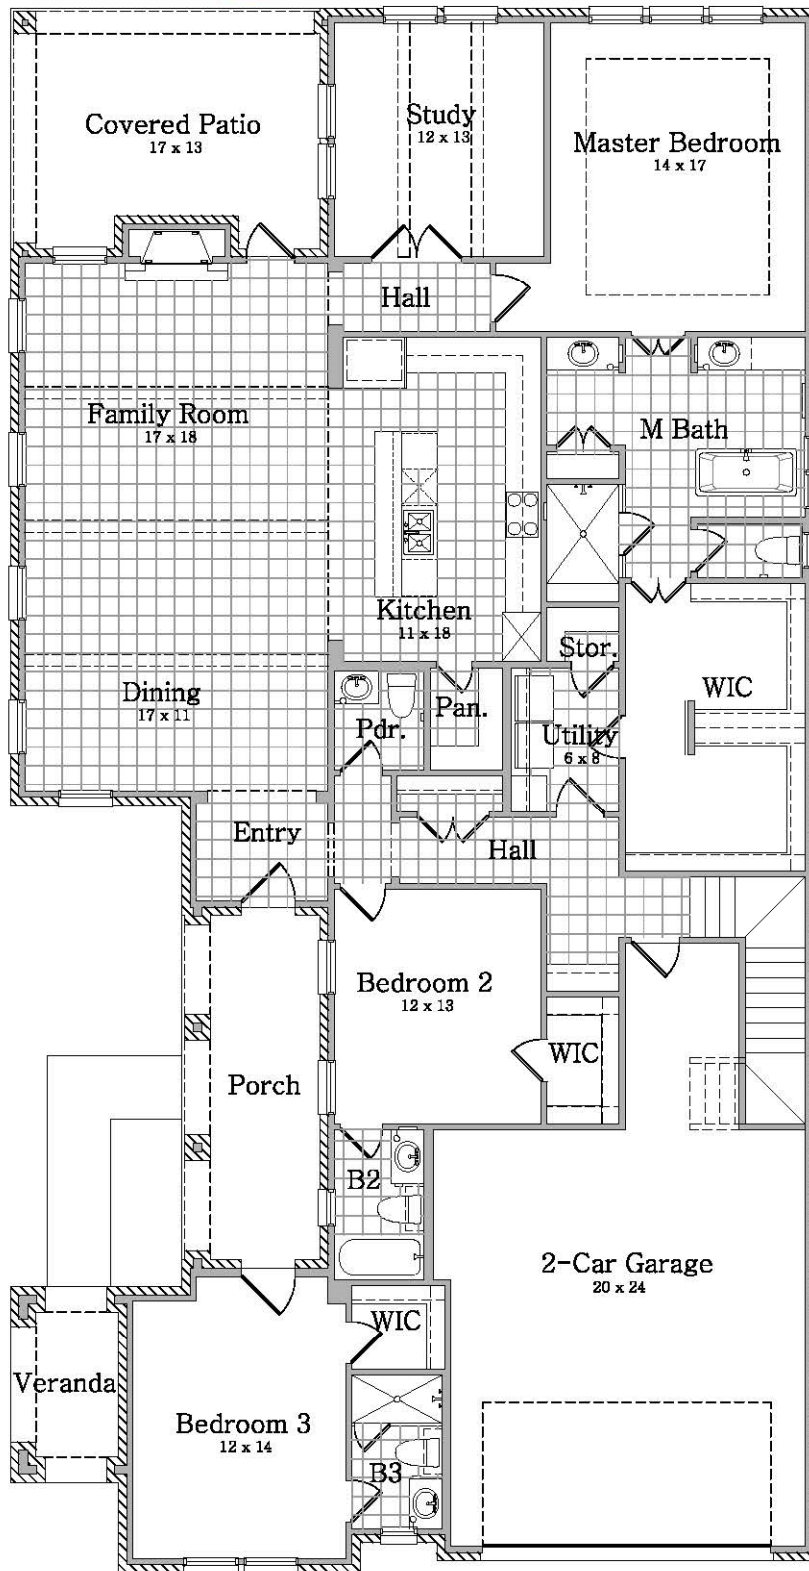 Covered Patio
17 x 13
Study
12 x 13
Master Bedroom
14 x 17
Hall
Family Room
17 x 18
M Bath
Kitchen
11 x 18
Stor.
WIC
Dining
17 x 11
Pdr.
Pan.
Utility
6 x 8
Entry
Hall
Bedroom 2
12 x 13
WIC
Porch
B2
2-Car Garage
20 x 24
WIC
Veranda
Bedroom 3
12 x 14
B3